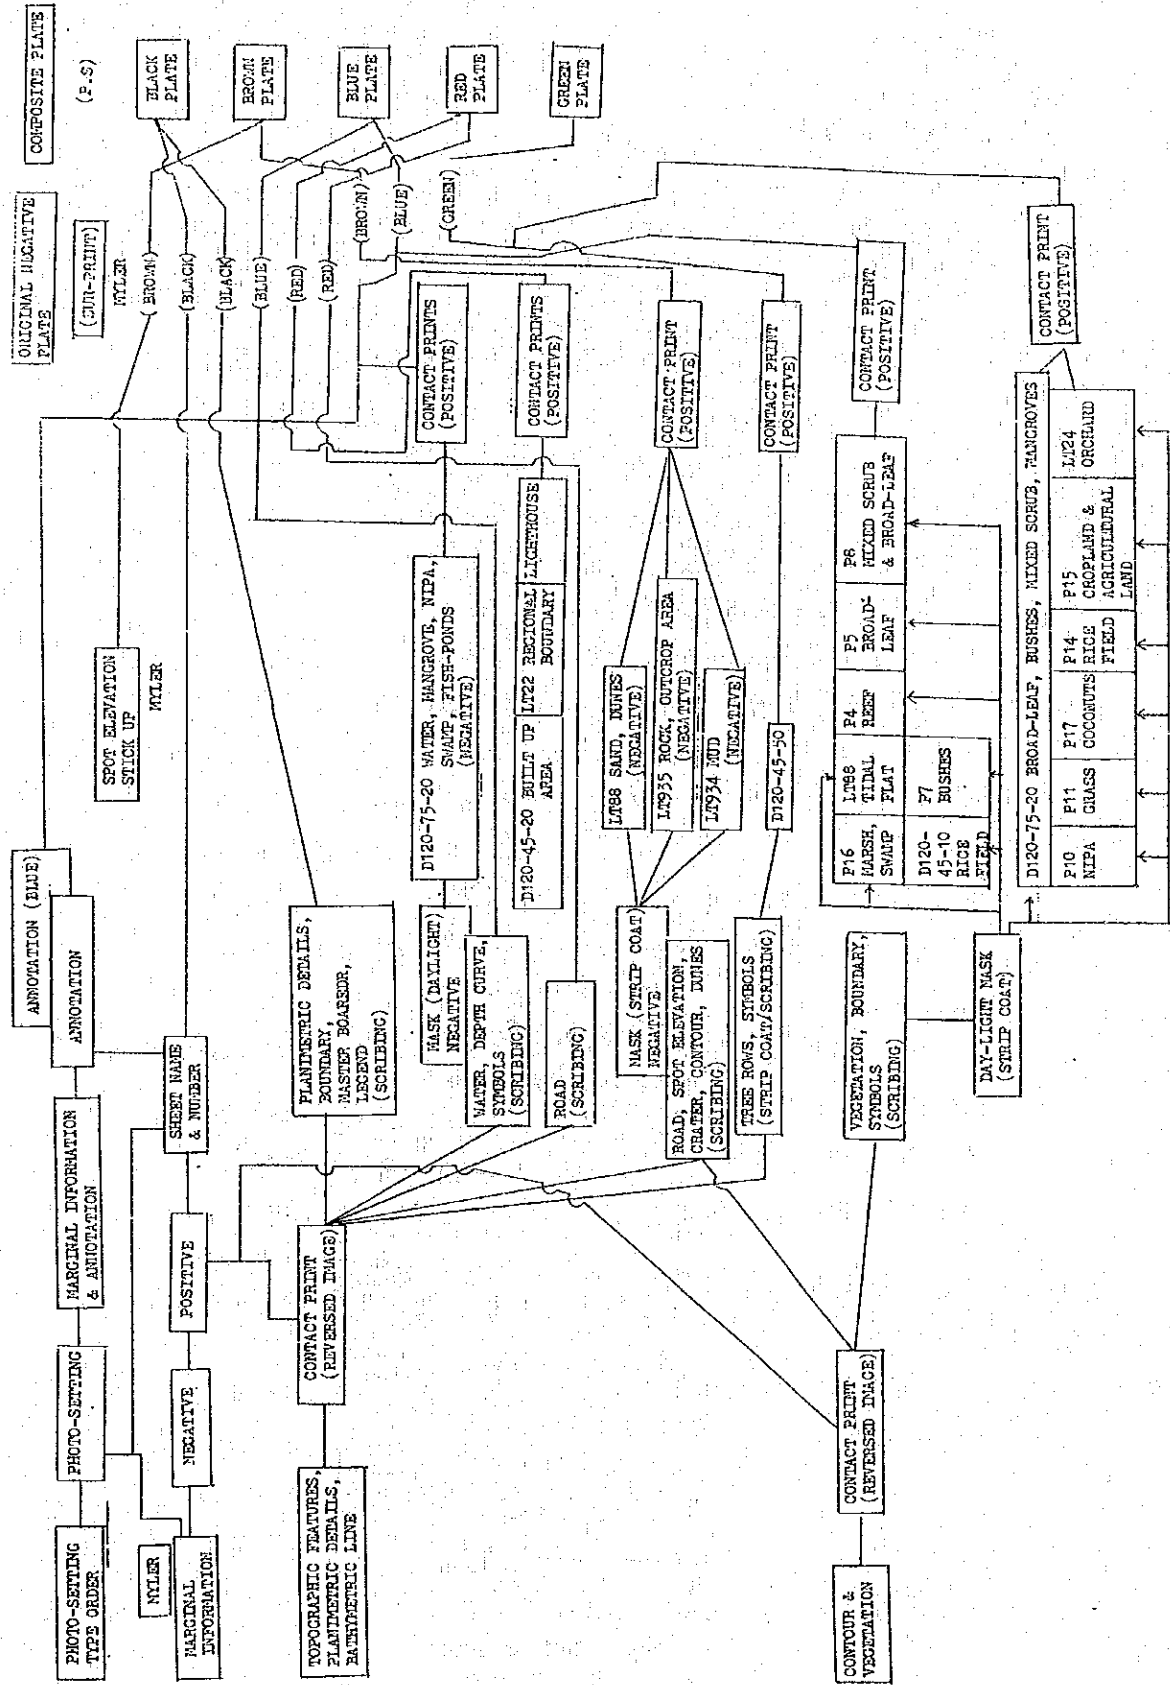 PHOTO-SETTING
TYPE ORDER
PHOTO-SETTING
MARGINAL INFORMATION
& ANNOTATION
ANNOTATION
ANNOTATION (BLUE)
ORIGINAL NEGATIVE
PLATE
COMPOSITE PLATE
MYLER
MARGINAL
INFORMATION
NEGATIVE
POSITIVE
SHEET NAME
& NUMBER
SPOT ELEVATION
STICK UP
MYLER
(OUR-PRINT)
MYLER
(P.S)
(BROWN)
(BLACK)
(BLACK)
(BLUE)
(RED)
(RED)
(BROWN)
(BLUE)
(GREEN)
BLACK
PLATE
BROWN
PLATE
BLUE
PLATE
RED
PLATE
GREEN
PLATE
TOPOGRAPHIC FEATURES,
PLANIMETRIC DETAILS,
BATHYMETRIC LINE
CONTACT PRINT
(REVERSED IMAGE)
PLANIMETRIC DETAILS,
BOUNDARY,
MASTER BOAREDR,
LEGEND
(SCRIBING)
MASK (DAYLIGHT)
NEGATIVE
D120-75-20 WATER, MANGROVE, NIPA,
SWAMP, FISH-PONDS
(NEGATIVE)
CONTACT PRINTS
(POSITIVE)
WATER, DEPTH CURVE,
SYMBOLS
(SCRIBING)
D120-45-20 BUILT UP
AREA
LT22 REGIONAL
BOUNDARY
LIGHTHOUSE
CONTACT PRINTS
(POSITIVE)
ROAD
(SCRIBING)
MASK (STRIP COAT)
NEGATIVE
LT88 SAND, DUNES
(NEGATIVE)
LT935 ROCK, OUTCROP AREA
(NEGATIVE)
LT934 MUD
(NEGATIVE)
CONTACT PRINT
(POSITIVE)
ROAD, SPOT ELEVATION,
CRATER, CONTOUR, DUNES
(SCRIBING)
TREE ROWS, SYMBOLS
(STRIP COAT/SCRIBING)
D120-45-50
CONTACT PRINT
(POSITIVE)
CONTOUR &
VEGETATION
CONTACT PRINT
(REVERSED IMAGE)
VEGETATION, BOUNDARY,
SYMBOLS
(SCRIBING)
P16
MARSH,
SWAMP
LT88
TIDAL
FLAT
P4
REEF
P5
BROAD-
LEAF
P8
MIXED SCRUB
& BROAD-LEAF
D120-
45-10
RICE
FIELD
P7
BUSHES
CONTACT PRINT
(POSITIVE)
DAY-LIGHT MASK
(STRIP COAT)
D120-75-20 BROAD-LEAF, BUSHES, MIXED SCRUB, MANGROVES
P10
NIPA
P11
GRASS
P17
COCONUTS
P14
RICE
FIELD
P15
CROPLAND &
AGRICULTURAL
LAND
LT24
ORCHARD
CONTACT PRINT
(POSITIVE)